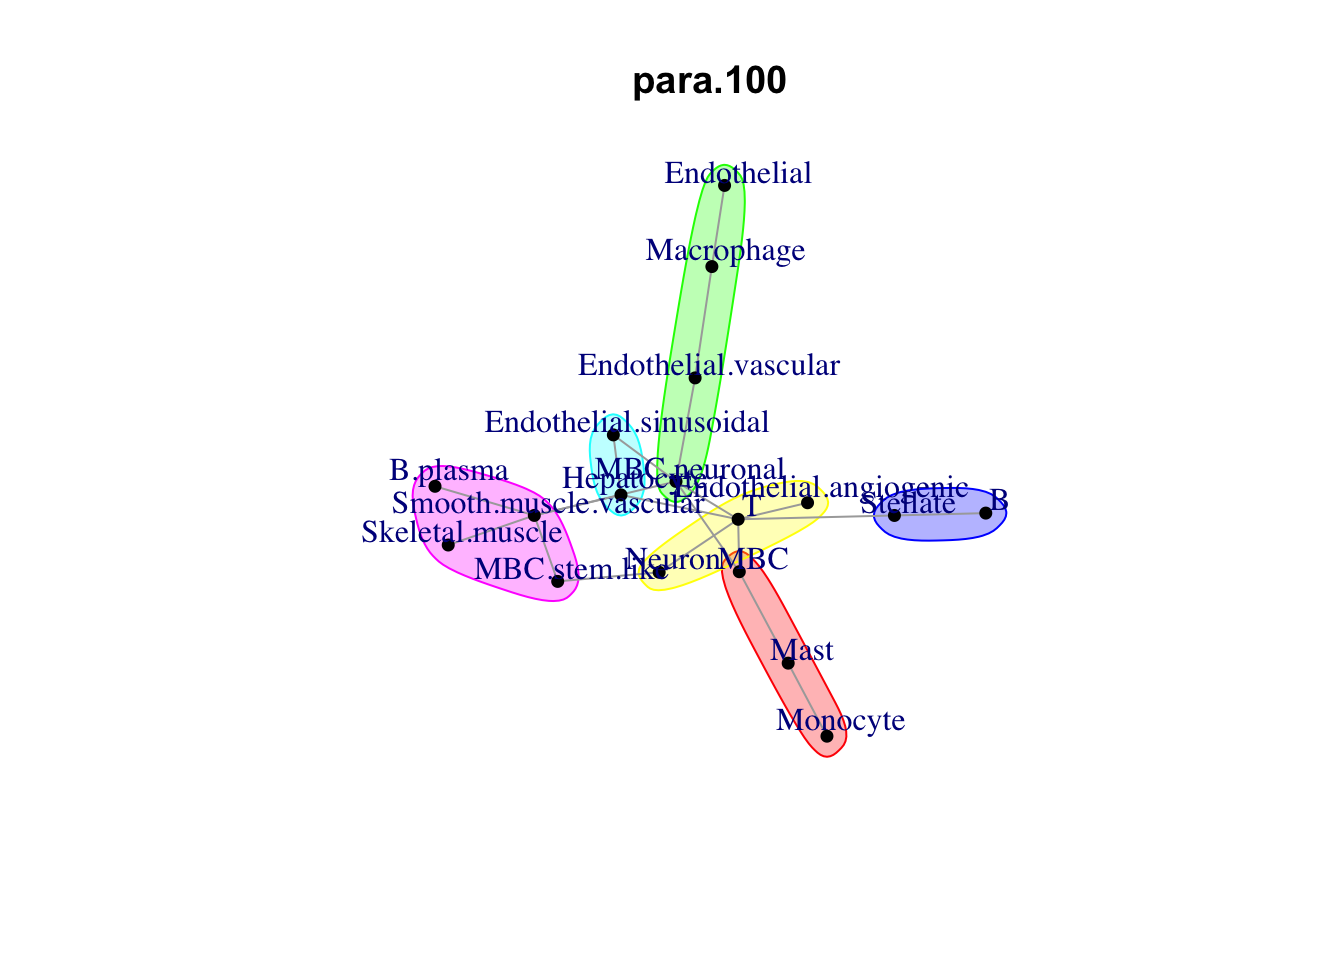 para.100
Endothelial
Macrophage
Endothelial.vascular
Endothelial.sinusoidal
B.plasma
MBC.neuronal
Hepatocyte
Endothelial.angiogenic
Smooth.muscle.vascular
T
Stellate
B
Skeletal.muscle
MBC.stem.like
Neuron
MBC
Mast
Monocyte